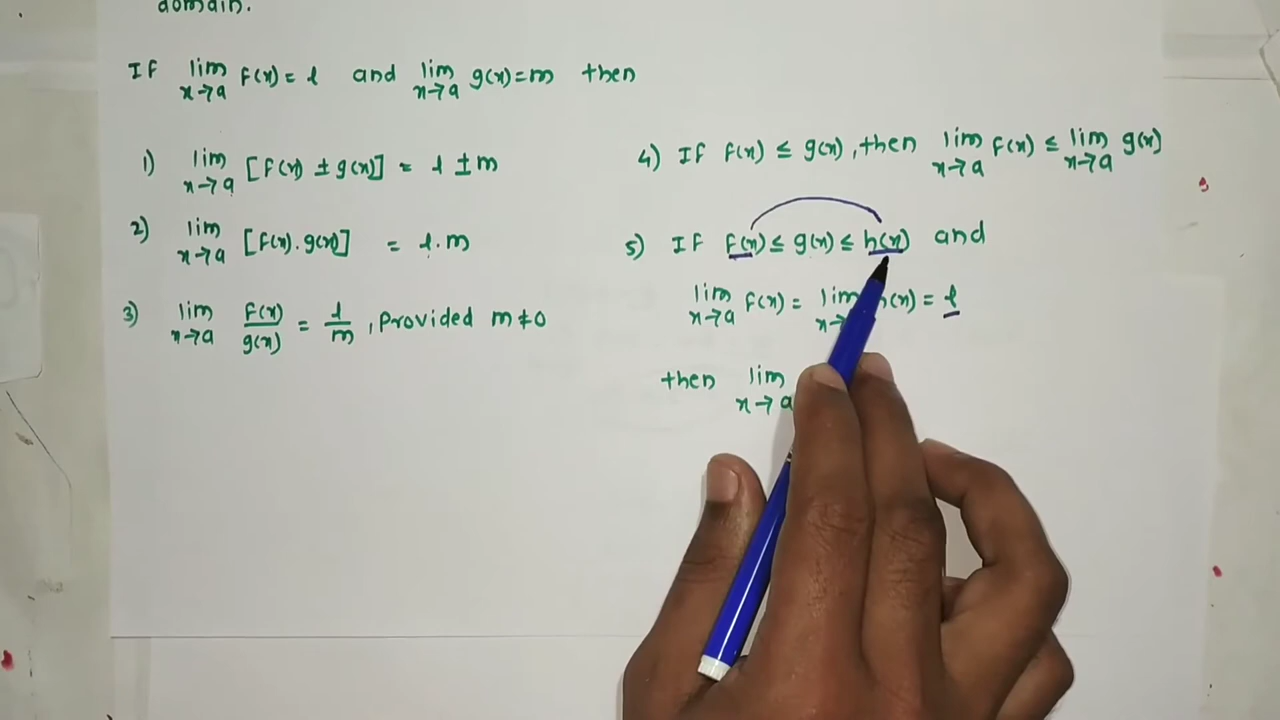 domain.
If lim x→a f(x) = l and lim x→a g(x) = m then
1) lim x→a [f(x) ± g(x)] = l ± m
2) lim x→a [f(x) . g(x)] = l . m
3) lim x→a f(x)/g(x) = l/m , provided m ≠ 0
4) If f(x) ≤ g(x), then lim x→a f(x) ≤ lim x→a g(x)
5) If f(x) ≤ g(x) ≤ h(x) and
lim x→a f(x) = lim x→ (x) = l
then lim x→a